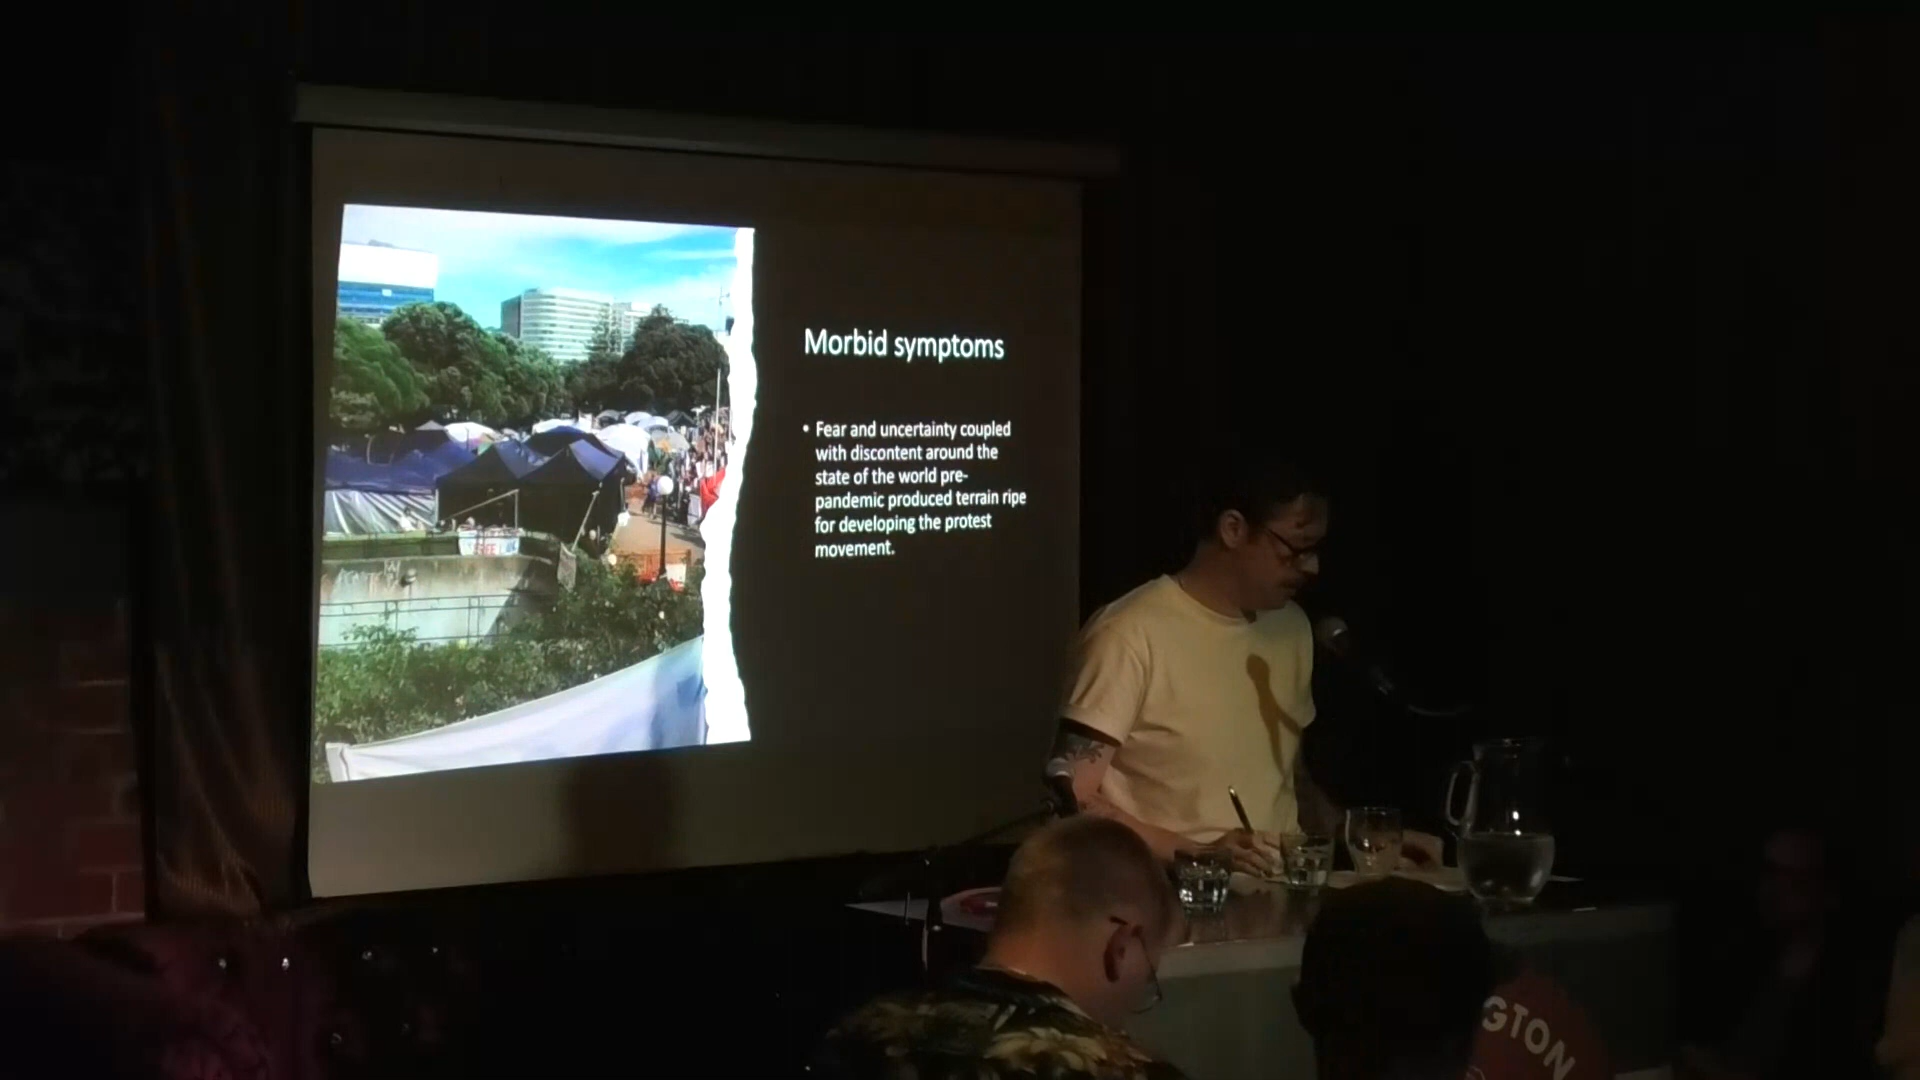 Morbid symptoms
• Fear and uncertainty coupled
with discontent around the
state of the world pre-
pandemic produced terrain ripe
for developing the protest
movement.
GTON